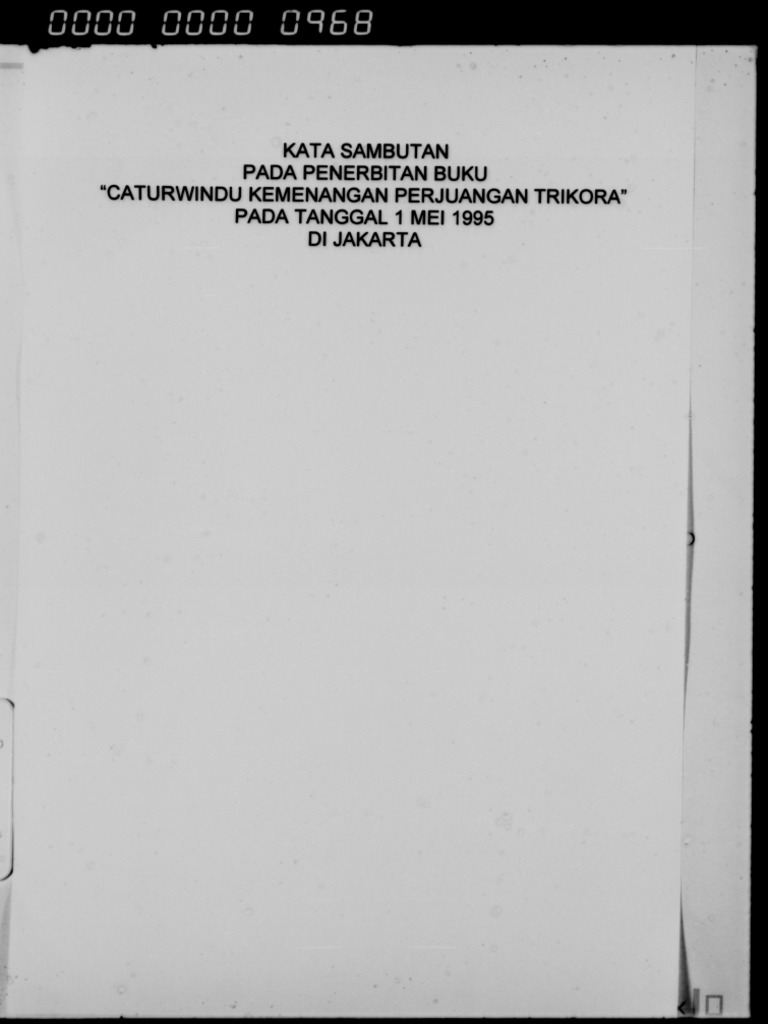 0000 0000 0968
KATA SAMBUTAN
PADA PENERBITAN BUKU
“CATURWINDU KEMENANGAN PERJUANGAN TRIKORA”
PADA TANGGAL 1 MEI 1995
DI JAKARTA